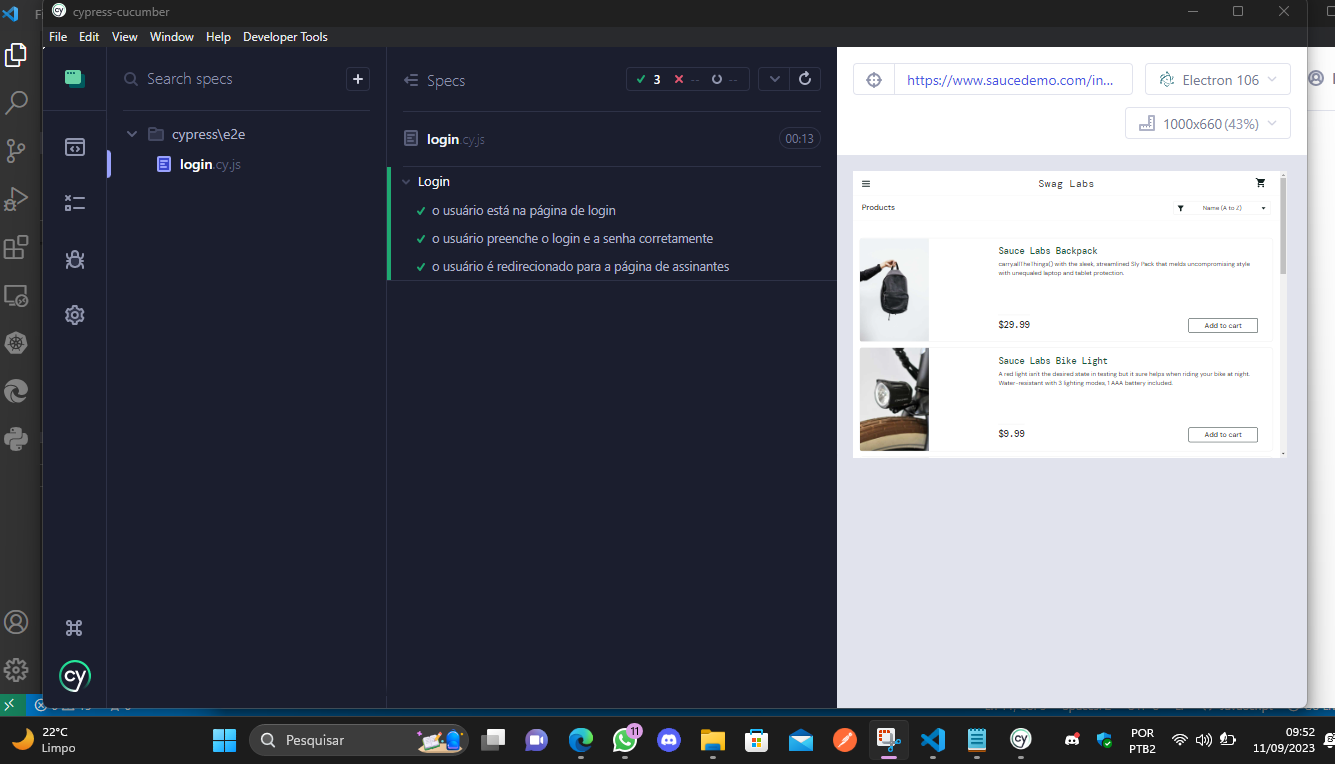 cypress-cucumber
File Edit View Window Help Developer Tools
Search specs
+
cypress\e2e
login.cy.js
Specs
3 -- --
login.cy.js
00:13
Login
o usuário está na página de login
o usuário preenche o login e a senha corretamente
o usuário é redirecionado para a página de assinantes
https://www.saucedemo.com/in...
Electron 106
1000x660 (43%)
Swag Labs
Products
Name (A to Z)
Sauce Labs Backpack
carry.allTheThings() with the sleek, streamlined Sly Pack that melds uncompromising style
with unequaled laptop and tablet protection.
$29.99
Add to cart
Sauce Labs Bike Light
A red light isn't the desired state in testing but it sure helps when riding your bike at night.
Water-resistant with 3 lighting modes, 1 AAA battery included.
$9.99
Add to cart
cy
22°C
Limpo
Pesquisar
11
POR
PTB2
09:52
11/09/2023